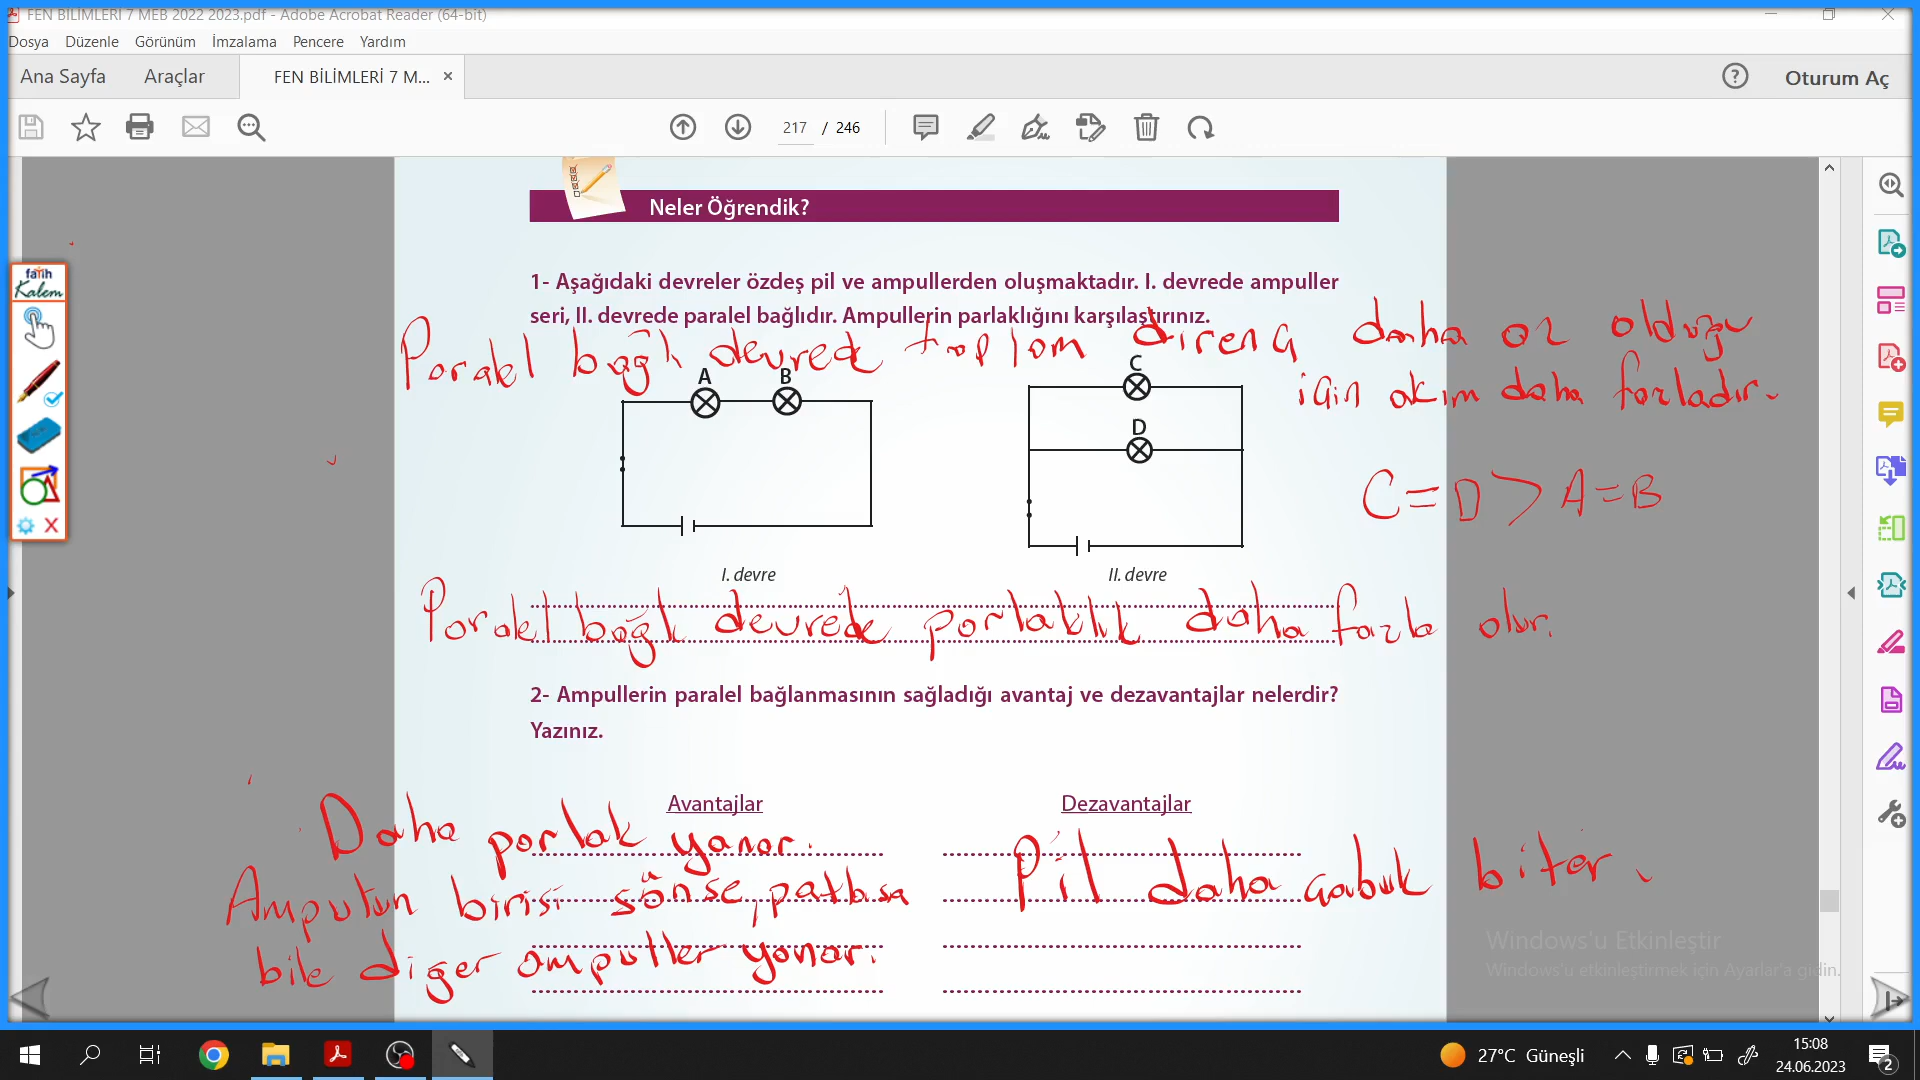 FEN BİLİMLERİ 7 MEB 2022 2023.pdf - Adobe Acrobat Reader (64-bit)
Dosya Düzenle Görünüm İmzalama Pencere Yardım
Ana Sayfa Araçlar FEN BİLİMLERİ 7 M... × Oturum Aç
217 / 246
Neler Öğrendik?
fatih
Kalem
1- Aşağıdaki devreler özdeş pil ve ampullerden oluşmaktadır. I. devrede ampuller
seri, II. devrede paralel bağlıdır. Ampullerin parlaklığını karşılaştırınız.
Paralel bağlı devrede toplam direnç daha az olduğu
için akım daha fazladır.
A B C
D
C = D > A = B
I. devre II. devre
Paralel bağlı devrede parlaklık daha fazla olur.
2- Ampullerin paralel bağlanmasının sağladığı avantaj ve dezavantajlar nelerdir?
Yazınız.
Avantajlar Dezavantajlar
Daha parlak yanar. Pil daha çabuk biter.
Ampulün birisi sönse, patlasa
bile diğer ampuller yanar.
Windows'u Etkinleştir
Windows'u etkinleştirmek için Ayarlar'a gidin.
27°C Güneşli
15:08
24.06.2023
2